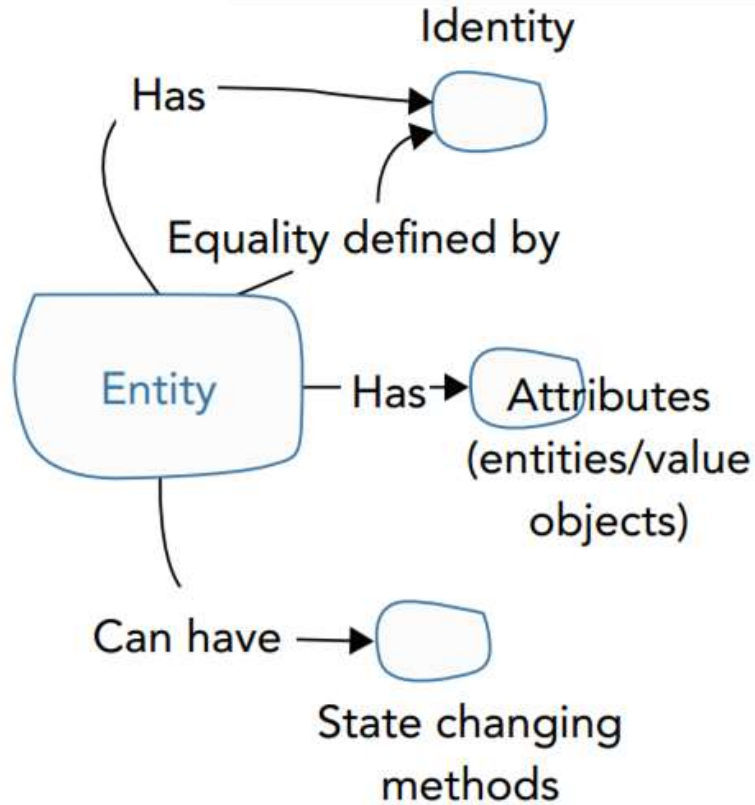 Identity
Has
Equality defined by
Entity
Has
Attributes
(entities/value
objects)
Can have
State changing
methods